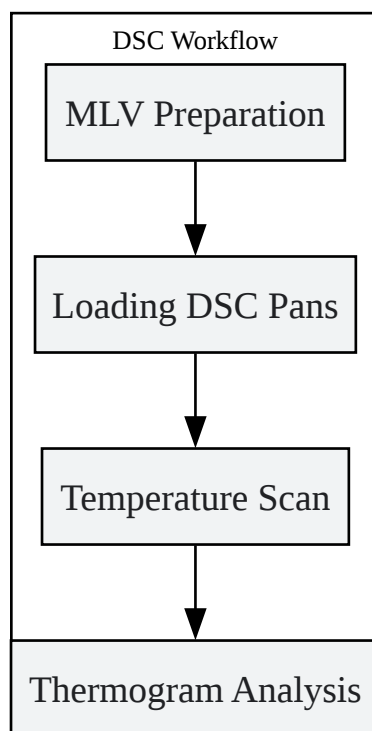 DSC Workflow
MLV Preparation
Loading DSC Pans
Temperature Scan
Thermogram Analysis